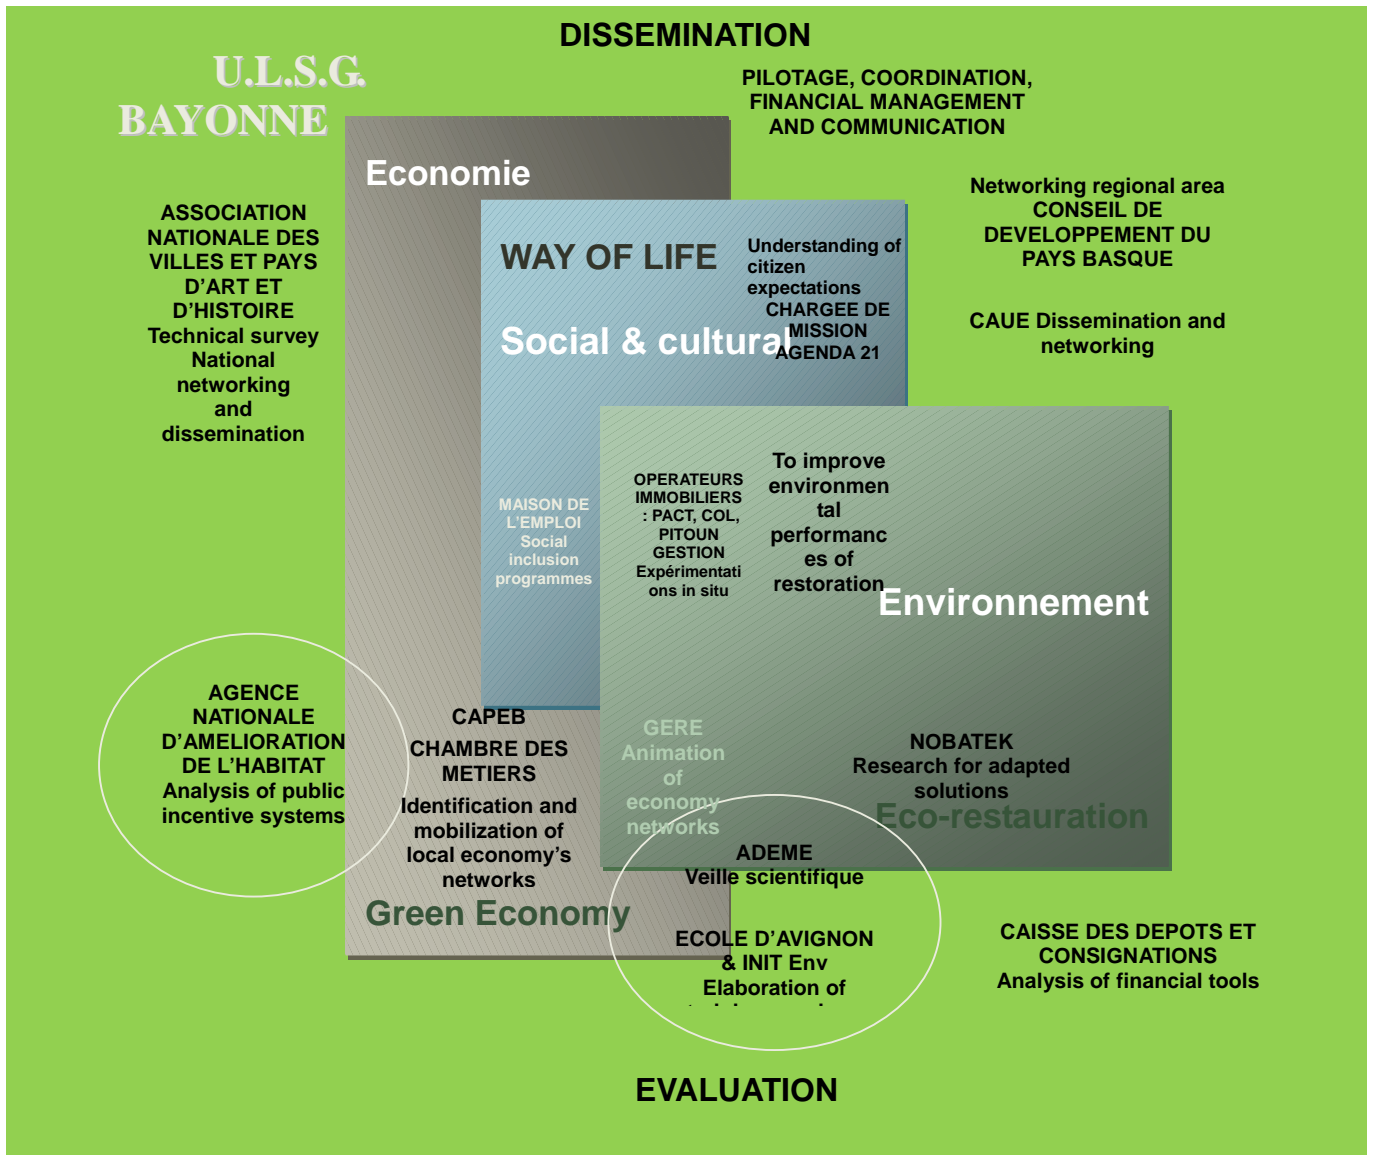 DISSEMINATION
U.L.S.G.
BAYONNE
PILOTAGE, COORDINATION,
FINANCIAL MANAGEMENT
AND COMMUNICATION
Economie
ASSOCIATION
NATIONALE DES
VILLES ET PAYS
D’ART ET
D’HISTOIRE
Technical survey
National
networking
and
dissemination
WAY OF LIFE
Social & cultural
Understanding of
citizen
expectations
CHARGEE DE
MISSION
AGENDA 21
Networking regional area
CONSEIL DE
DEVELOPPEMENT DU
PAYS BASQUE
CAUE Dissemination and
networking
MAISON DE
L’EMPLOI
Social
inclusion
programmes
OPERATEURS
IMMOBILIERS
: PACT, COL,
PITOUN
GESTION
Expérimentati
ons in situ
To improve
environmen
tal
performanc
es of
restoration
Environnement
AGENCE
NATIONALE
D’AMELIORATION
DE L’HABITAT
Analysis of public
incentive systems
CAPEB
CHAMBRE DES
METIERS
Identification and
mobilization of
local economy’s
networks
Green Economy
GERE
Animation
of
economy
networks
NOBATEK
Research for adapted
solutions
Eco-restauration
ADEME
Veille scientifique
ECOLE D’AVIGNON
& INIT Env
Elaboration of
CAISSE DES DEPOTS ET
CONSIGNATIONS
Analysis of financial tools
EVALUATION